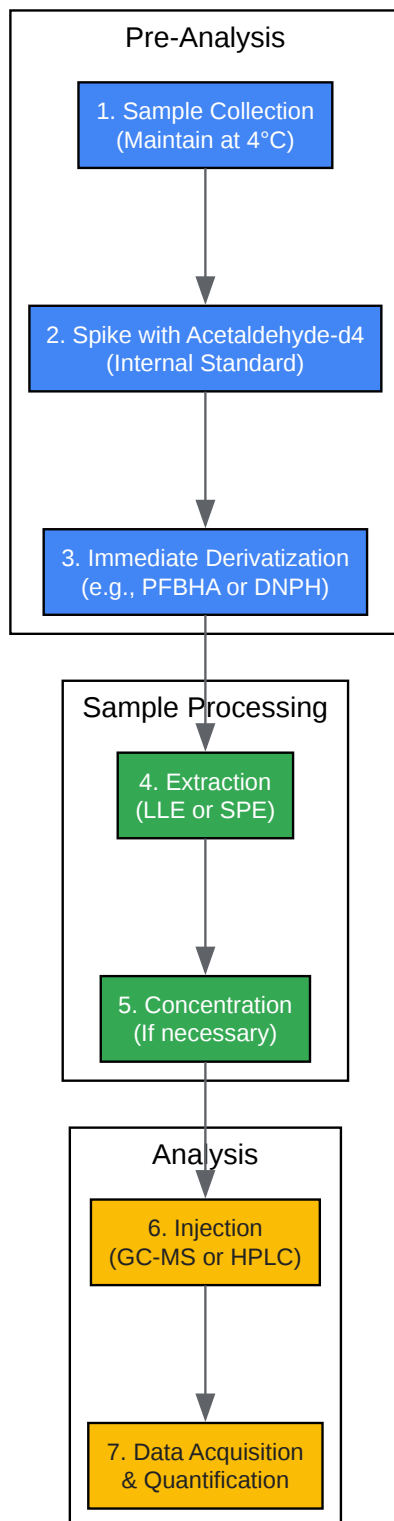 Pre-Analysis
1. Sample Collection
(Maintain at 4°C)
2. Spike with Acetaldehyde-d4
(Internal Standard)
3. Immediate Derivatization
(e.g., PFBHA or DNPH)
Sample Processing
4. Extraction
(LLE or SPE)
5. Concentration
(If necessary)
Analysis
6. Injection
(GC-MS or HPLC)
7. Data Acquisition
& Quantification